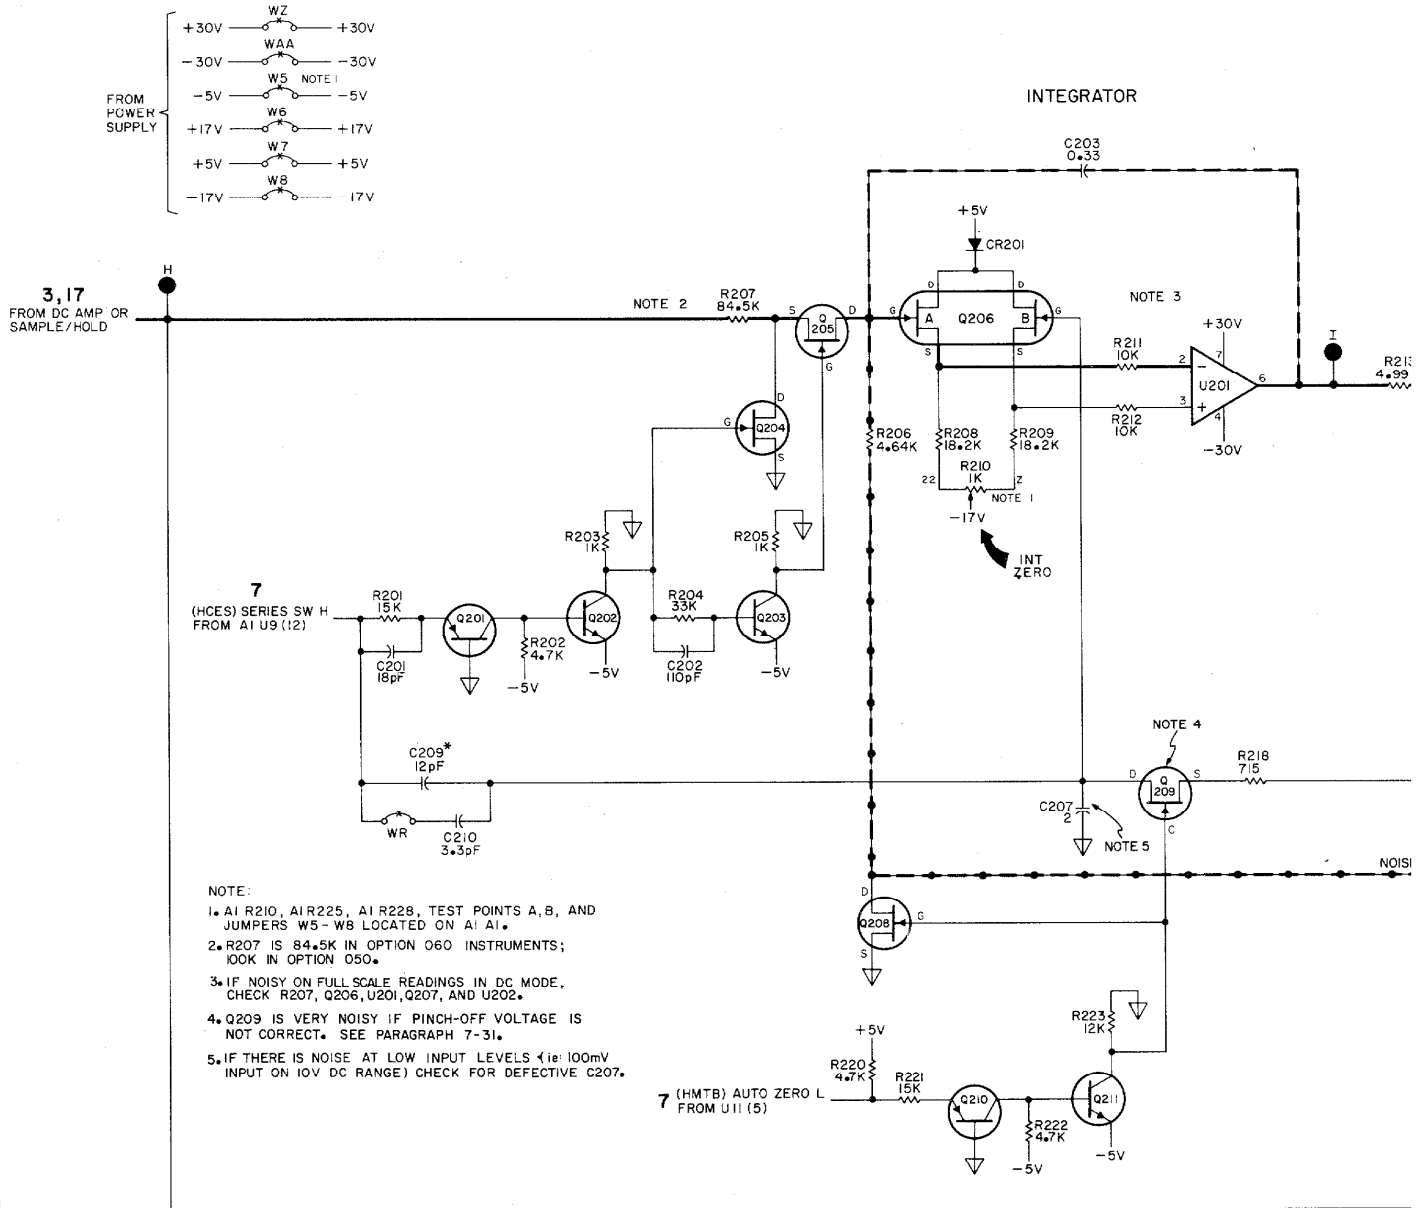 WZ
+30V +30V
WAA
-30V -30V
W5 NOTE 1
-5V -5V
W6
+17V +17V
W7
+5V +5V
W8
-17V 17V
FROM
POWER
SUPPLY
INTEGRATOR
C203
0.33
+5V
CR201
H
3,17
FROM DC AMP OR
SAMPLE/HOLD
NOTE 2
R207
84.5K
S Q 205 D
G
G A Q206 B G
D D
S S
NOTE 3
+30V
R211
10K
2 7
- U201 6
3 + 4
R212
10K
-30V
I
R213
4.99
D
G Q204
S
R206
4.64K
R208
18.2K
R209
18.2K
R210
1K
22 Z
NOTE 1
-17V
INT
ZERO
R203
1K
R205
1K
7
(HCES) SERIES SW H
FROM A1 U9 (12)
R201
15K
C201
18pF
Q201
R202
4.7K
-5V
Q202
-5V
R204
33K
C202
110pF
Q203
-5V
C209*
12pF
WR
C210
3.3pF
NOTE 4
D Q 209 S
C
R218
715
C207
2
NOTE 5
NOIS
D
Q208 G
S
NOTE:
1. A1 R210, A1R225, A1 R228, TEST POINTS A,B, AND
JUMPERS W5-W8 LOCATED ON A1 A1.
2. R207 IS 84.5K IN OPTION 060 INSTRUMENTS;
100K IN OPTION 050.
3. IF NOISY ON FULL SCALE READINGS IN DC MODE,
CHECK R207, Q206, U201, Q207, AND U202.
4. Q209 IS VERY NOISY IF PINCH-OFF VOLTAGE IS
NOT CORRECT. SEE PARAGRAPH 7-31.
5. IF THERE IS NOISE AT LOW INPUT LEVELS (ie: 100mV
INPUT ON 10V DC RANGE) CHECK FOR DEFECTIVE C207.
+5V
R220
4.7K
7 (HMTB) AUTO ZERO L
FROM U11 (5)
R221
15K
Q210
R222
4.7K
-5V
R223
12K
Q211
-5V